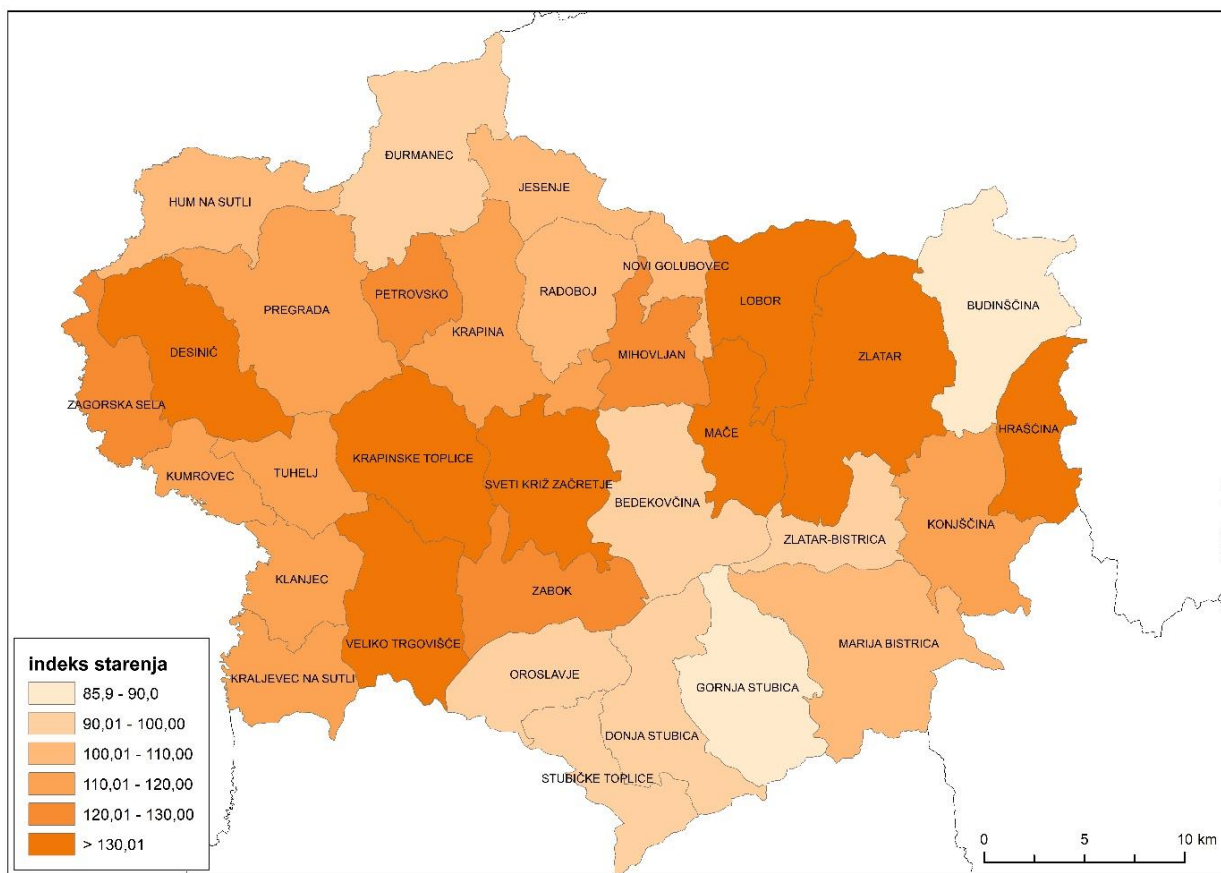 ĐURMANEC
JESENJE
HUM NA SUTLI
NOVI GOLUBOVEC
RADOBOJ
PETROVSKO
LOBOR
BUDINŠČINA
PREGRADA
KRAPINA
DESINIĆ
MIHOVLJAN
ZLATAR
ZAGORSKA SELA
HRAŠĆINA
MAČE
KRAPINSKE TOPLICE
TUHELJ
KUMROVEC
SVETI KRIŽ ZAČRETJE
BEDEKOVČINA
KONJŠČINA
ZLATAR-BISTRICA
KLANJEC
ZABOK
VELIKO TRGOVIŠĆE
MARIJA BISTRICA
OROSLAVJE
KRALJEVEC NA SUTLI
GORNJA STUBICA
DONJA STUBICA
STUBIČKE TOPLICE
indeks starenja
85,9 - 90,0
90,01 - 100,00
100,01 - 110,00
110,01 - 120,00
120,01 - 130,00
> 130,01
0 5 10 km